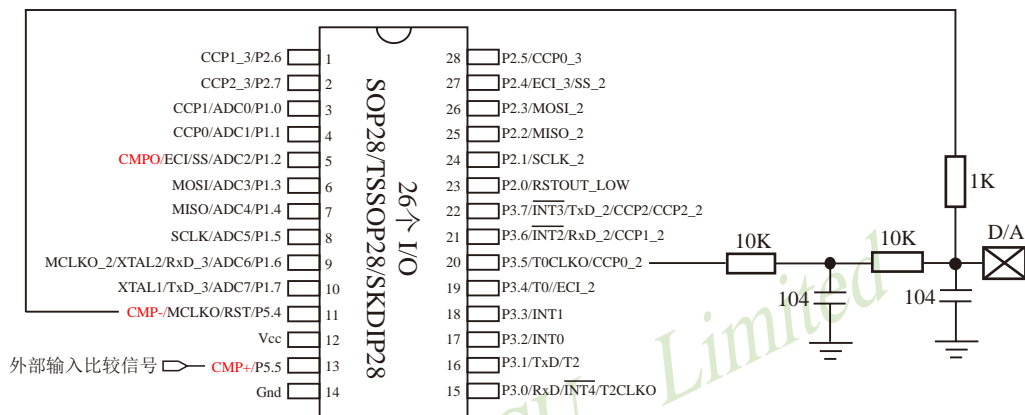 CCP1_3/P2.6
CCP2_3/P2.7
CCP1/ADC0/P1.0
CCP0/ADC1/P1.1
CMPO/ECI/SS/ADC2/P1.2
MOSI/ADC3/P1.3
MISO/ADC4/P1.4
SCLK/ADC5/P1.5
MCLKO_2/XTAL2/RxD_3/ADC6/P1.6
XTAL1/TxD_3/ADC7/P1.7
CMP-/MCLKO/RST/P5.4
Vcc
外部输入比较信号
CMP+/P5.5
Gnd
1
2
3
4
5
6
7
8
9
10
11
12
13
14
SOP28/TSSOP28/SKDIP28
26个 I/O
28
27
26
25
24
23
22
21
20
19
18
17
16
15
P2.5/CCP0_3
P2.4/ECI_3/SS_2
P2.3/MOSI_2
P2.2/MISO_2
P2.1/SCLK_2
P2.0/RSTOUT_LOW
P3.7/INT3/TxD_2/CCP2/CCP2_2
P3.6/INT2/RxD_2/CCP1_2
P3.5/T0CLKO/CCP0_2
P3.4/T0//ECI_2
P3.3/INT1
P3.2/INT0
P3.1/TxD/T2
P3.0/RxD/INT4/T2CLKO
1K
D/A
10K
10K
104
104
Limited